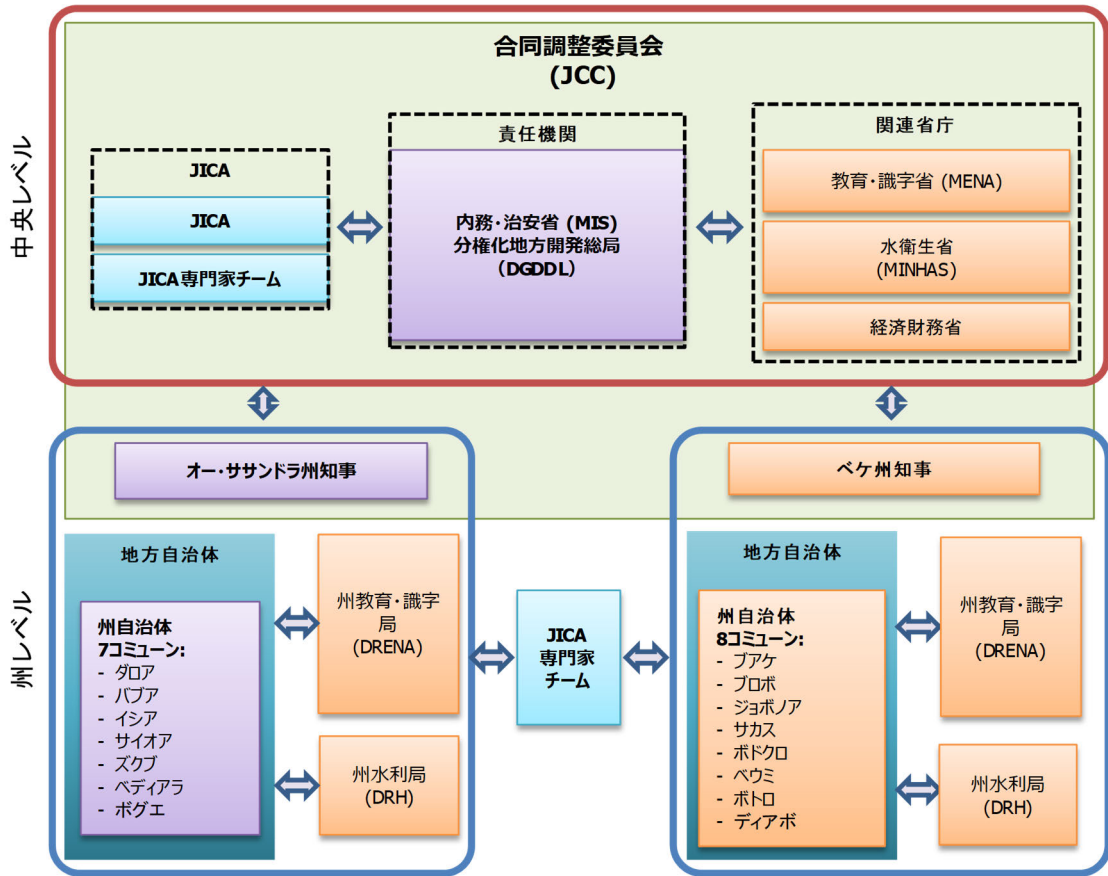 合同調整委員会
(JCC)
中央レベル
JICA
JICA
JICA専門家チーム
責任機関
内務・治安省 (MIS)
分権化地方開発総局
(DGDDL)
関連省庁
教育・識字省 (MENA)
水衛生省
(MINHAS)
経済財務省
州レベル
オー・ササンドラ州知事
地方自治体
州自治体
7コミューン:
- ダロア
- バブア
- イシア
- サイオア
- ズクブ
- ベディアラ
- ボグエ
州教育・識字
局
(DRENA)
州水利局
(DRH)
JICA
専門家
チーム
ベケ州知事
地方自治体
州自治体
8コミューン:
- ブアケ
- ブロボ
- ジョボノア
- サカス
- ボドクロ
- ベウミ
- ボトロ
- ディアボ
州教育・識字
局
(DRENA)
州水利局
(DRH)